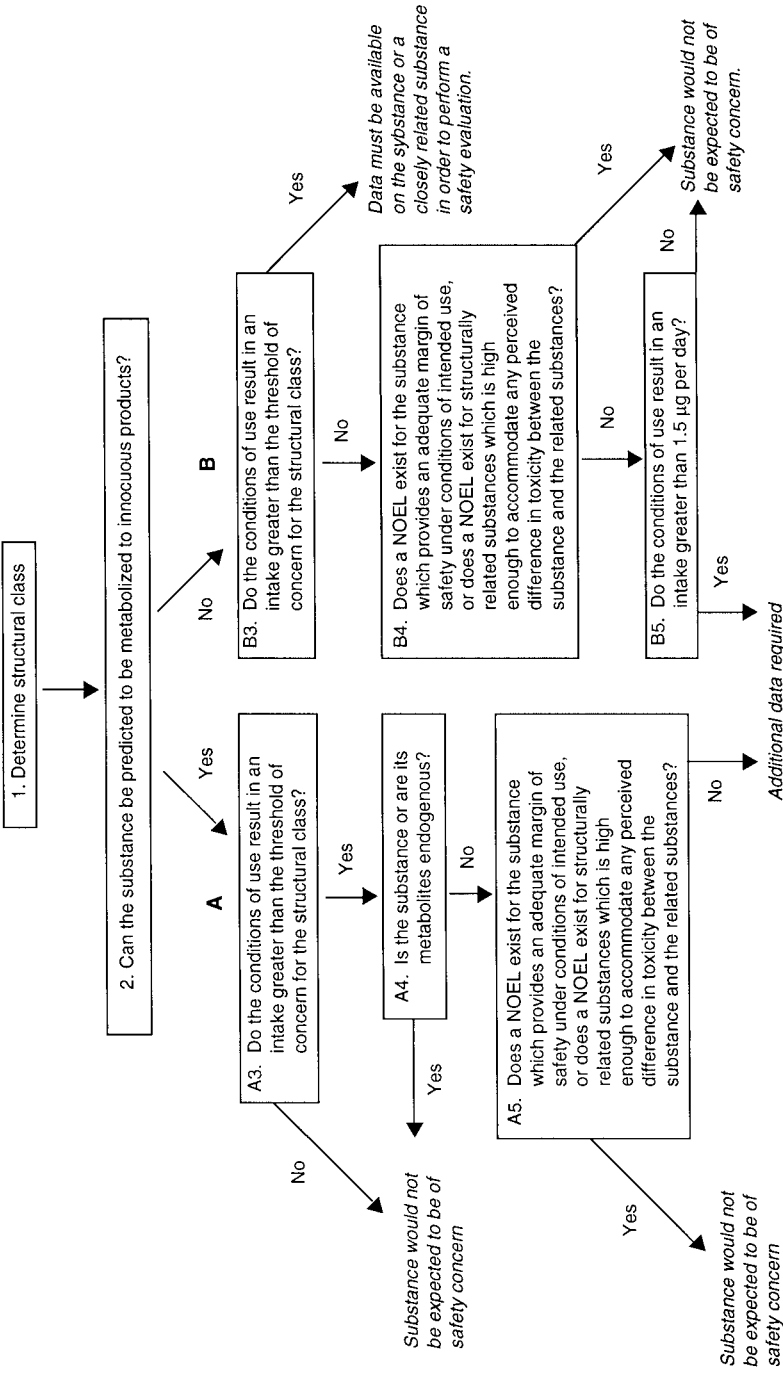 1. Determine structural class
2. Can the substance be predicted to be metabolized to innocuous products?
Yes
No
A
A3. Do the conditions of use result in an
intake greater than the threshold of
concern for the structural class?
No
Yes
Substance would not
be expected to be of
safety concern
A4. Is the substance or are its
metabolites endogenous?
Yes
No
A5. Does a NOEL exist for the substance
which provides an adequate margin of
safety under conditions of intended use,
or does a NOEL exist for structurally
related substances which is high
enough to accommodate any perceived
difference in toxicity between the
substance and the related substances?
Yes
No
Substance would not
be expected to be of
safety concern
B
B3. Do the conditions of use result in an
intake greater than the threshold of
concern for the structural class?
Yes
No
Data must be available
on the sybstance or a
closely related substance
in order to perform a
safety evaluation.
B4. Does a NOEL exist for the substance
which provides an adequate margin of
safety under conditions of intended use,
or does a NOEL exist for structurally
related substances which is high
enough to accommodate any perceived
difference in toxicity between the
substance and the related substances?
Yes
No
B5. Do the conditions of use result in an
intake greater than 1.5 µg per day?
No
Yes
Substance would not
be expected to be of
safety concern.
Additional data required